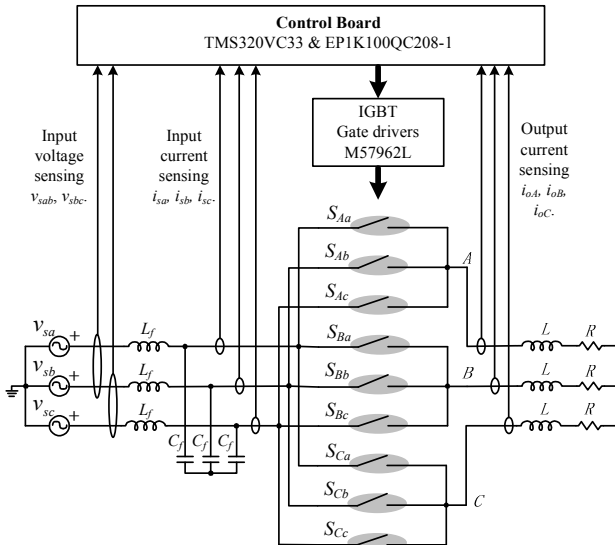 Control Board
TMS320VC33 & EP1K100QC208-1
IGBT
Gate drivers
M57962L
Input
voltage
sensing
vsab, vsbc.
Input
current
sensing
isa, isb, isc.
Output
current
sensing
ioA, ioB,
ioC.
SAa
SAb
A
SAc
vsa + Lf
SBa
L R
vsb + Lf
SBb
B
L R
vsc + Lf
SBc
L R
Cf Cf Cf
SCa
SCb
C
SCc